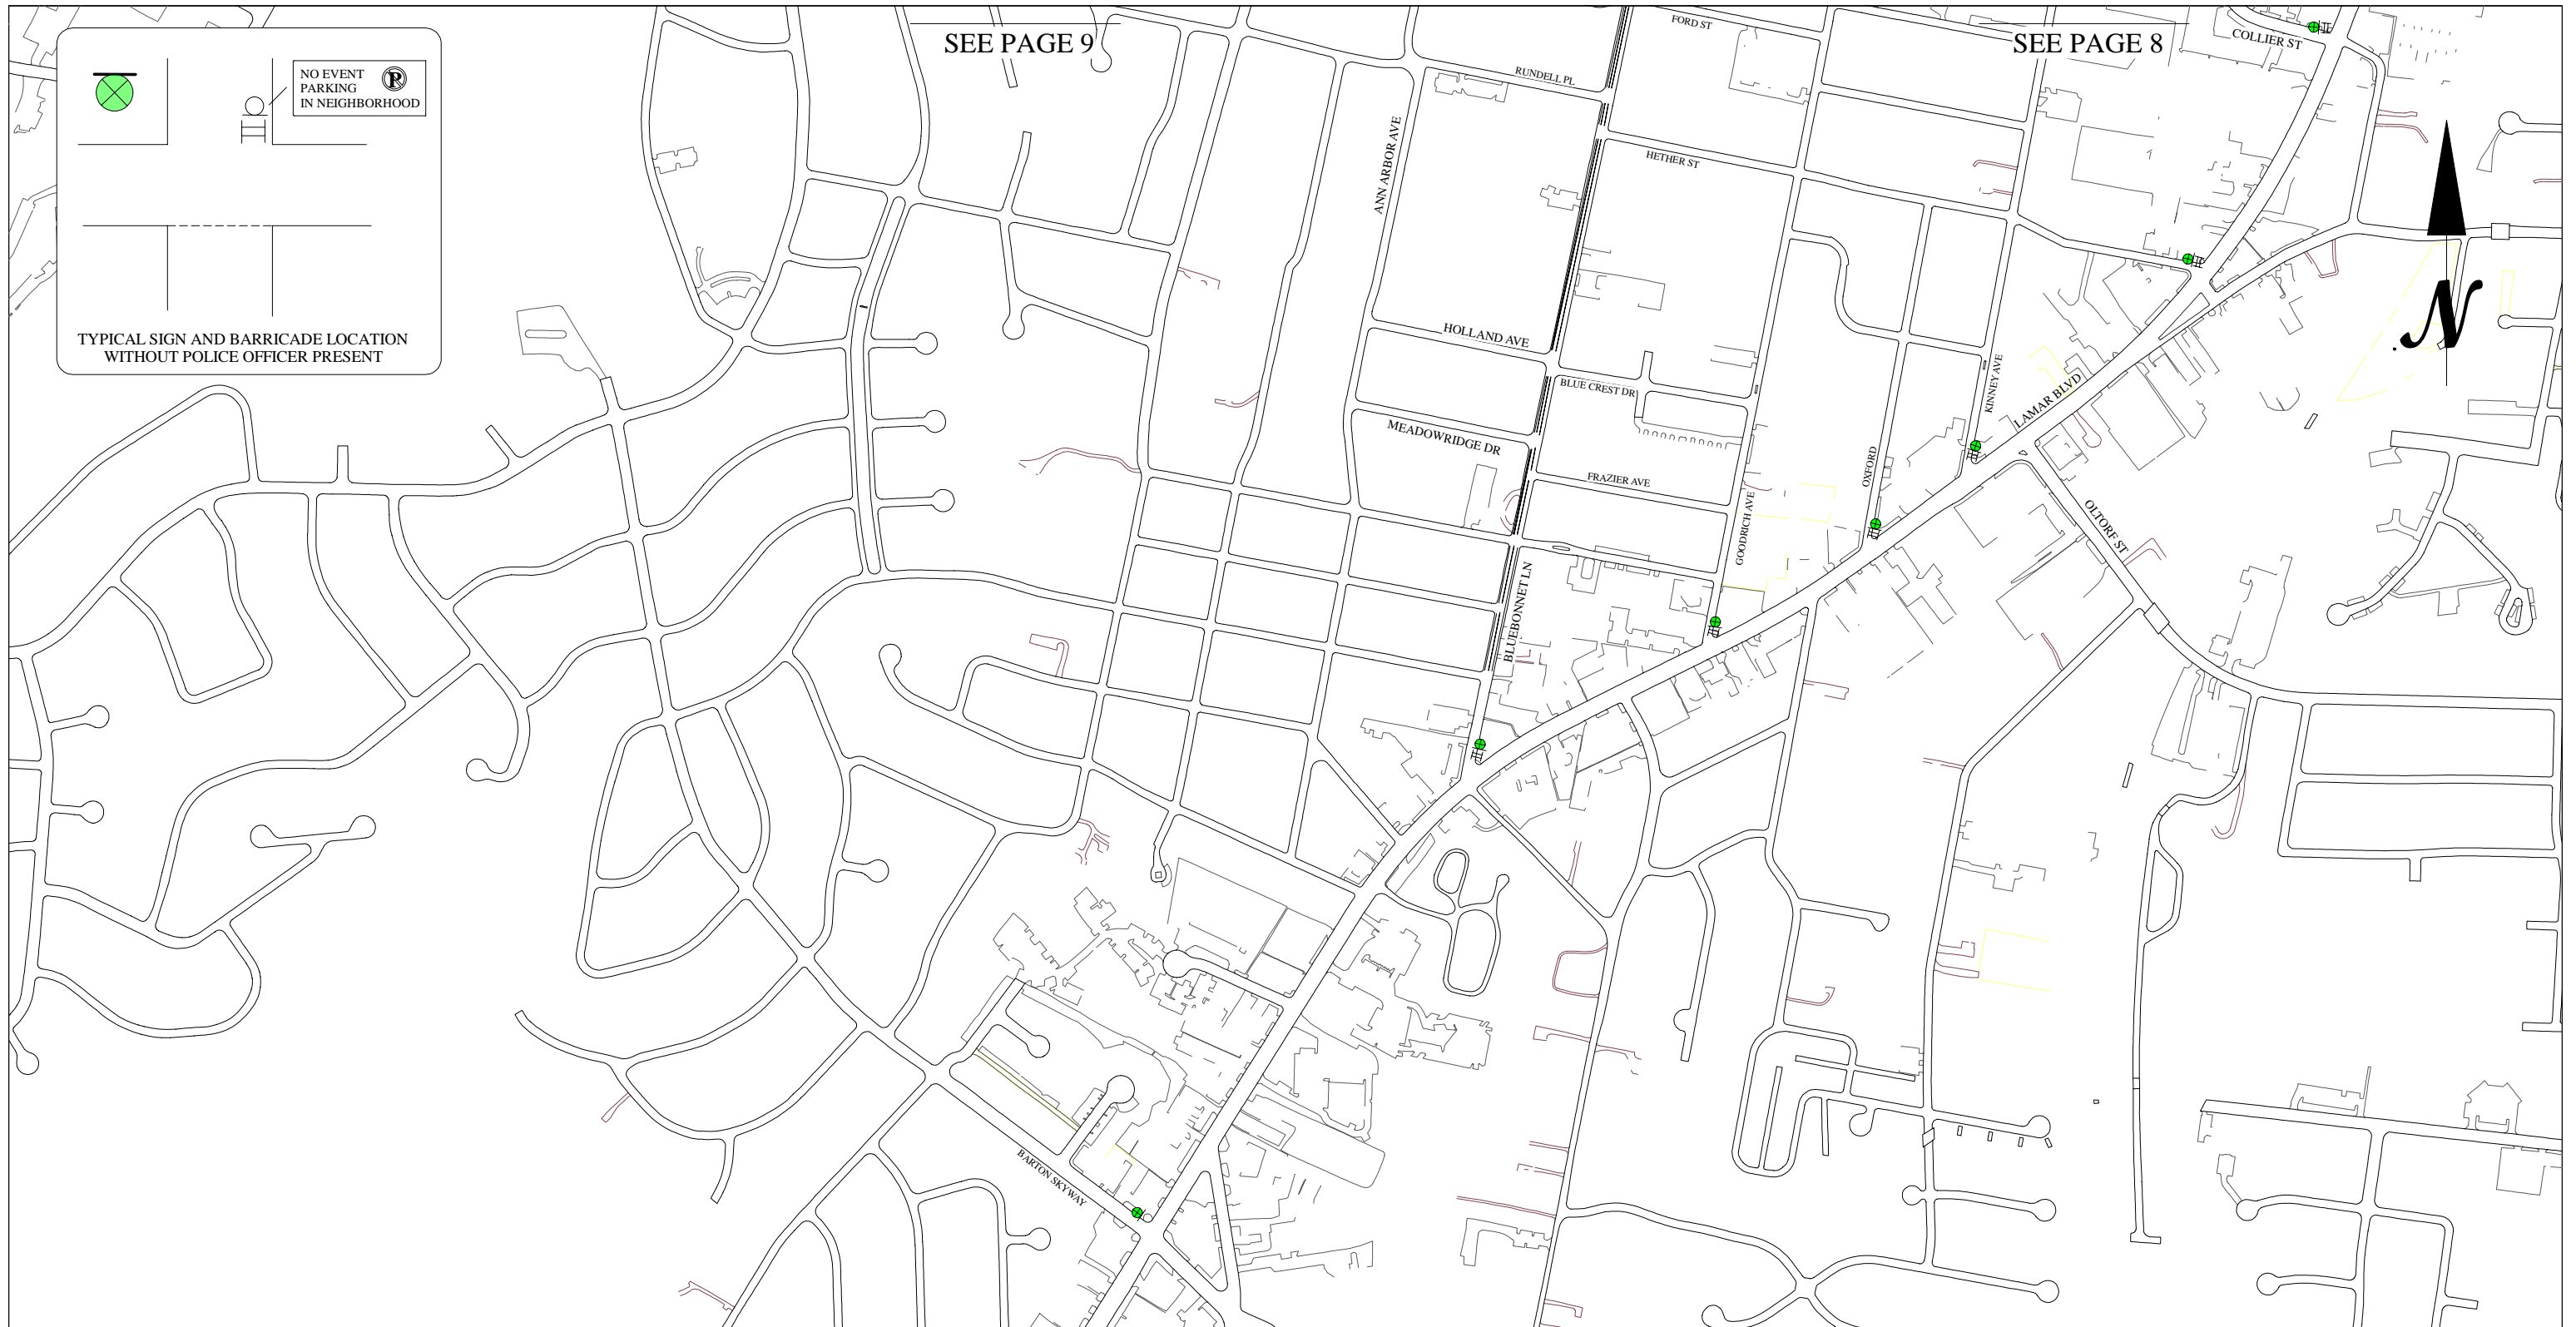 SEE PAGE 9
SEE PAGE 8
FORD ST
COLLIER ST
NO EVENT
PARKING
IN NEIGHBORHOOD
P
RUNDELL PL
ANN ARBOR AVE
HETHER ST
N
TYPICAL SIGN AND BARRICADE LOCATION
WITHOUT POLICE OFFICER PRESENT
HOLLAND AVE
BLUE CREST DR
KINNEY AVE
LAMAR BLVD
MEADOWRIDGE DR
FRAZIER AVE
OXFORD
GOODRICH AVE
OLTORF ST
BLUEBONNET LN
BARTON SKYWAY